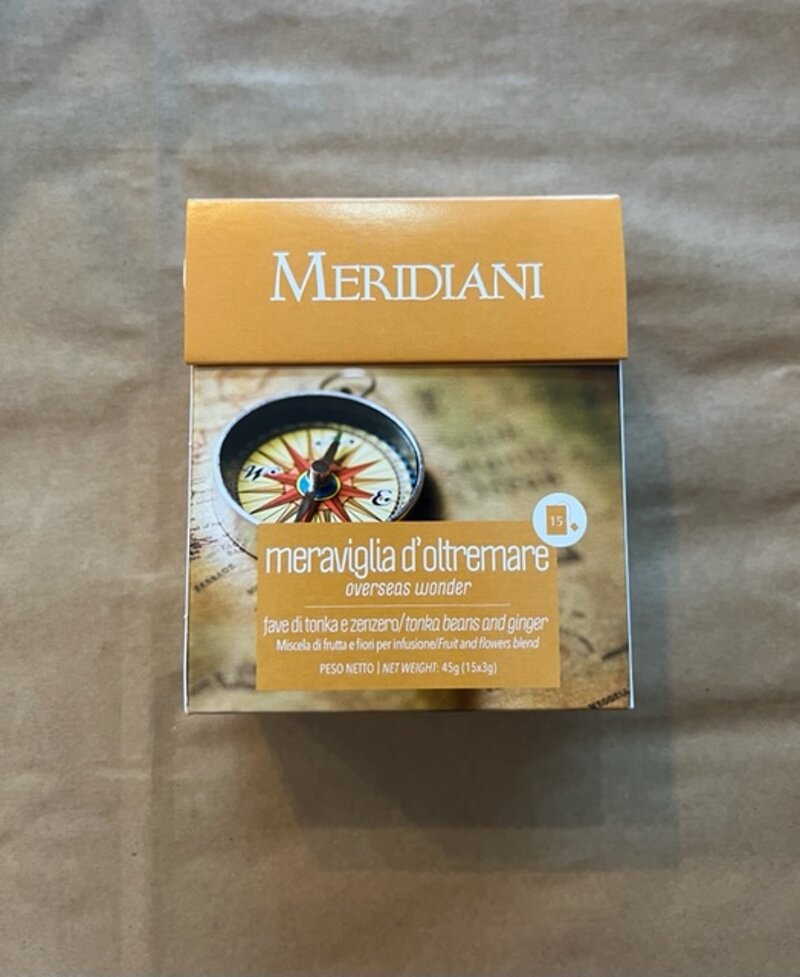 MERIDIANI
W
E
15
meraviglia d'oltremare
overseas wonder
fave di tonka e zenzero/tonka beans and ginger
Miscela di frutta e fiori per infusione/Fruit and flowers blend
PESO NETTO | NET WEIGHT: 45g (15x3g)